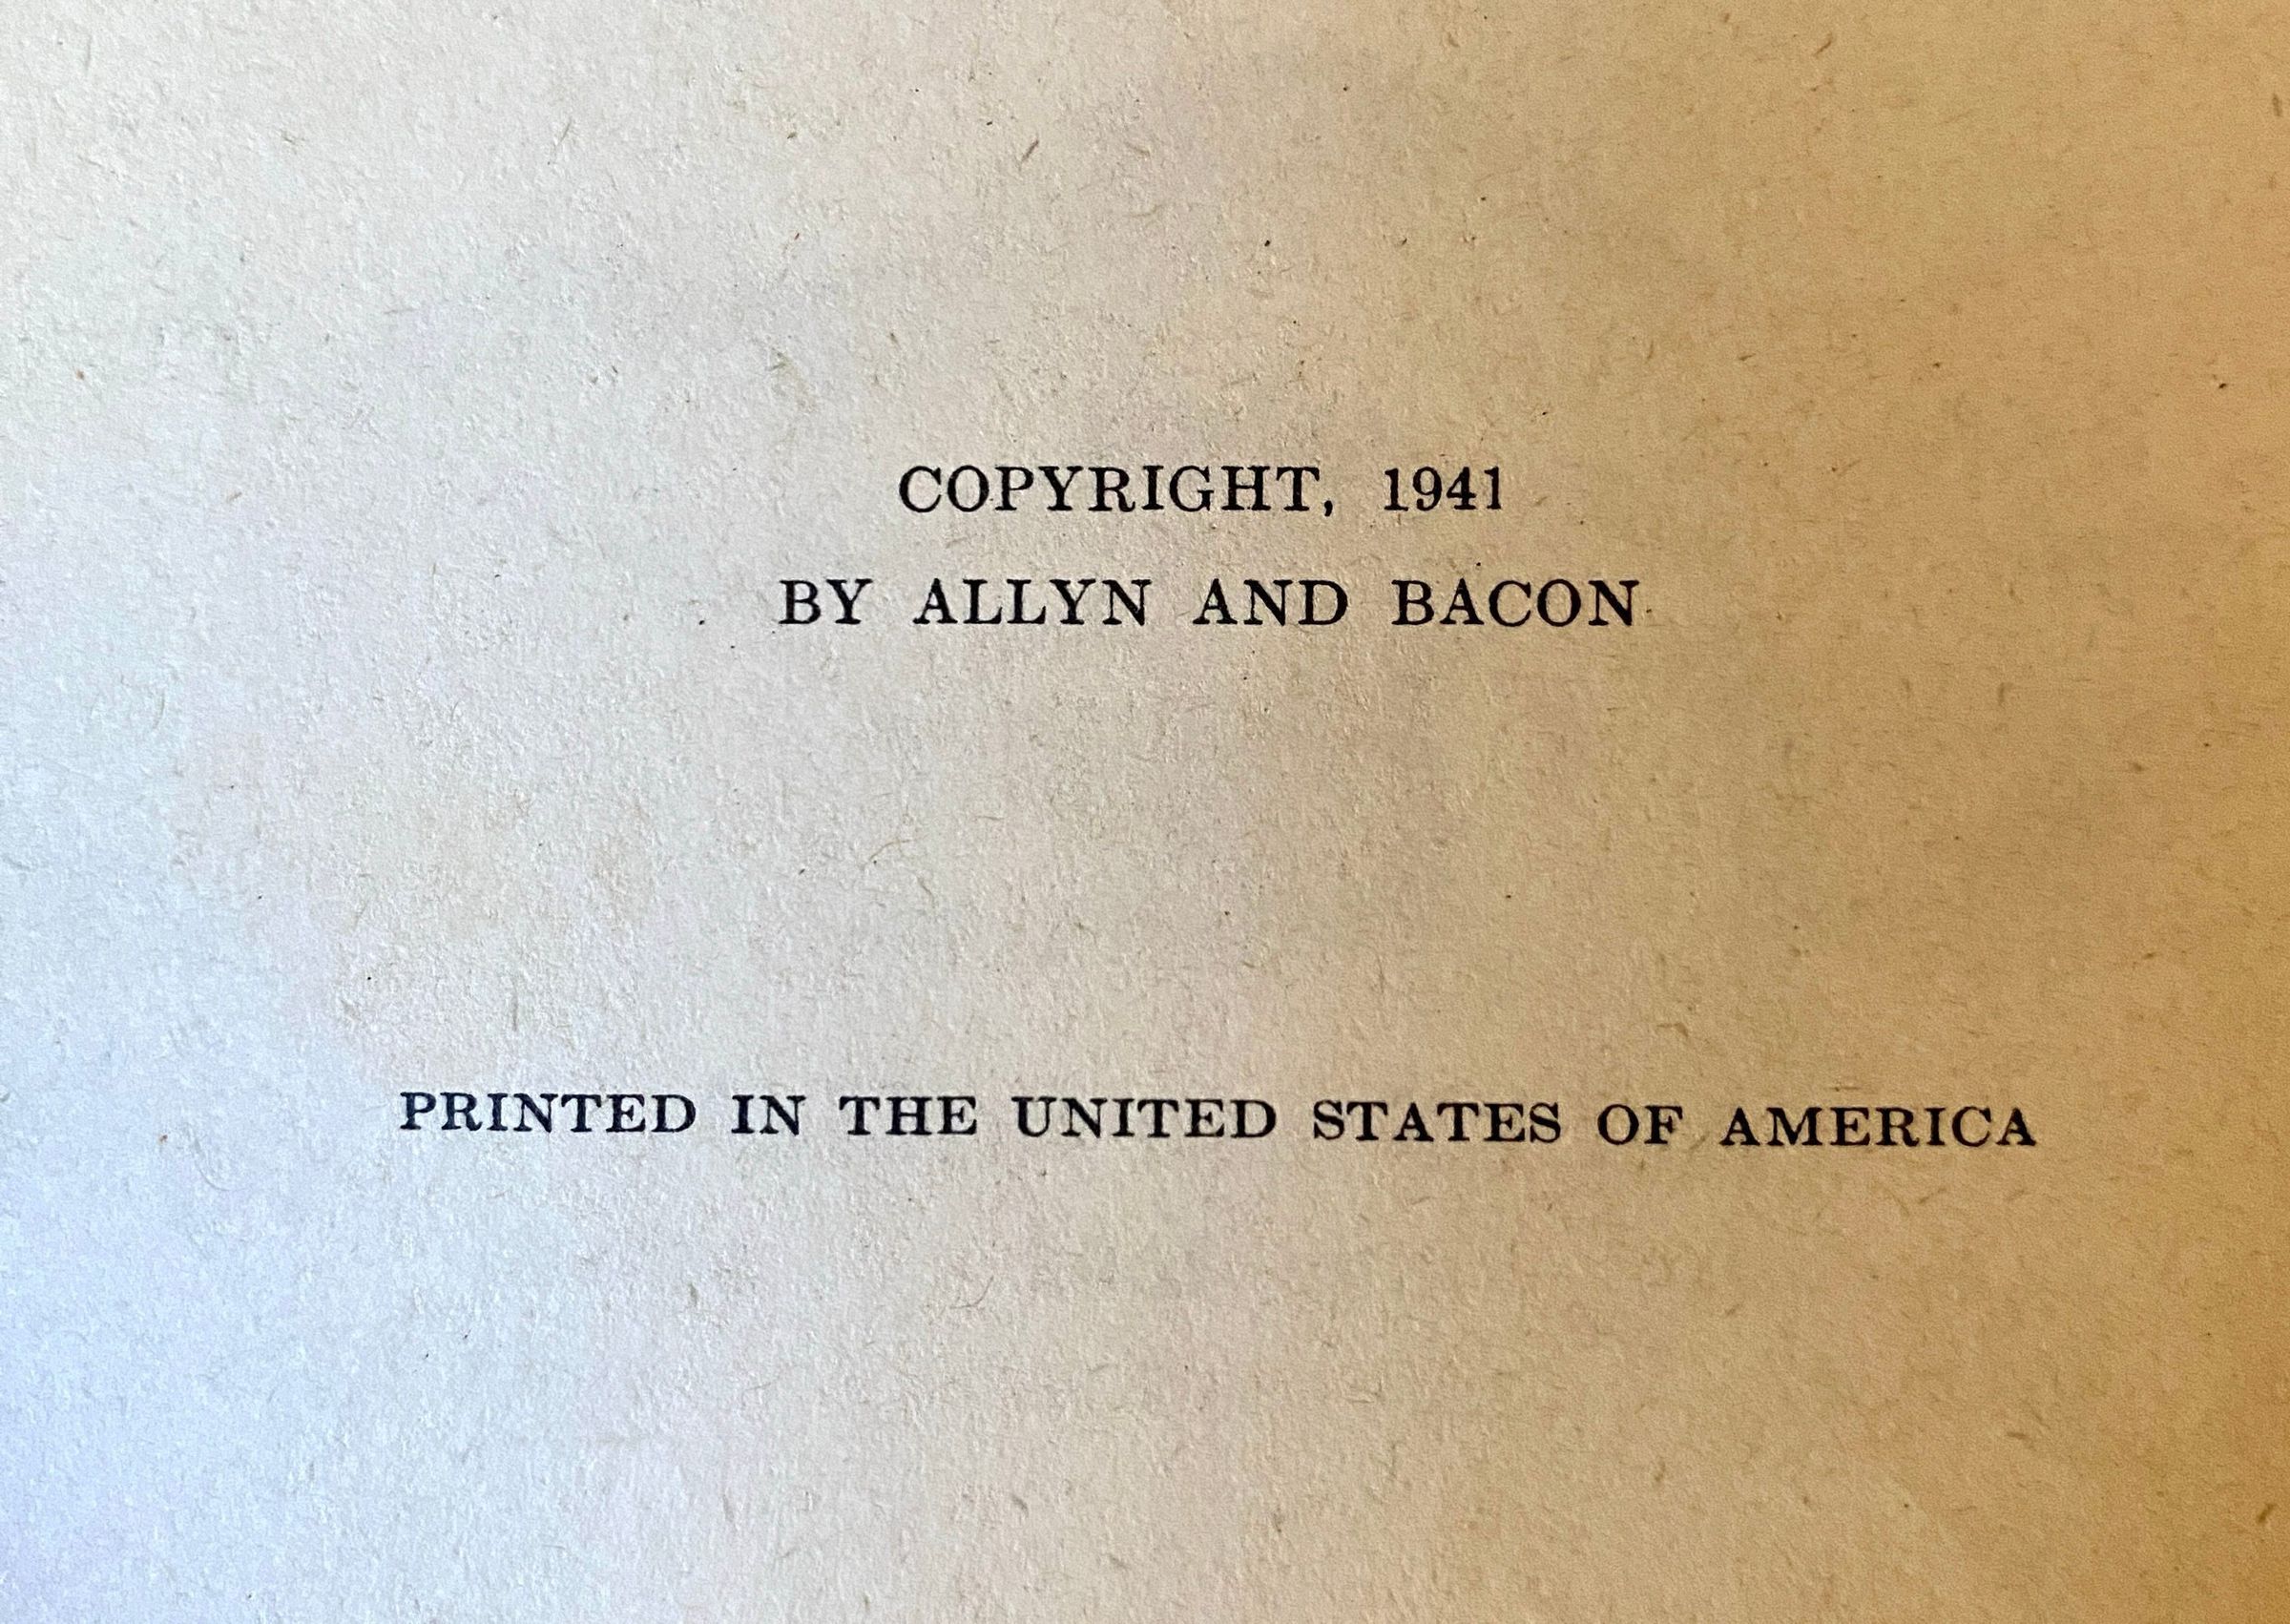 COPYRIGHT, 1941
BY ALLYN AND BACON
PRINTED IN THE UNITED STATES OF AMERICA